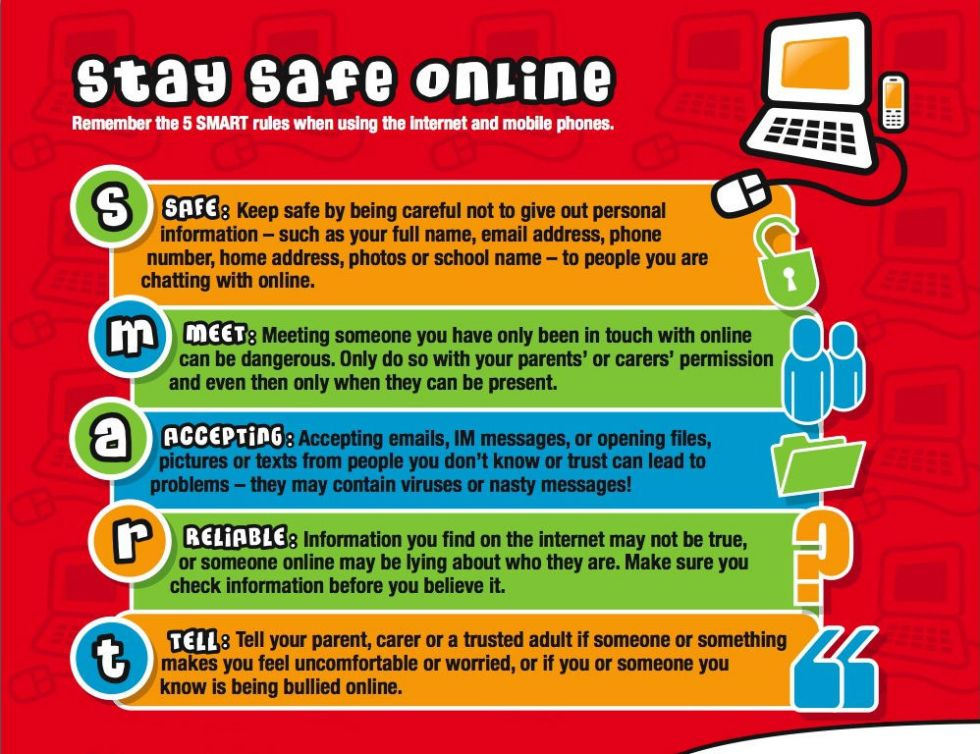 Stay Safe Online
Remember the 5 SMART rules when using the internet and mobile phones.
S
SAFE: Keep safe by being careful not to give out personal
information – such as your full name, email address, phone
number, home address, photos or school name – to people you are
chatting with online.
m
MEET: Meeting someone you have only been in touch with online
can be dangerous. Only do so with your parents’ or carers’ permission
and even then only when they can be present.
a
ACCEPTING: Accepting emails, IM messages, or opening files,
pictures or texts from people you don’t know or trust can lead to
problems – they may contain viruses or nasty messages!
r
RELIABLE: Information you find on the internet may not be true,
or someone online may be lying about who they are. Make sure you
check information before you believe it.
t
TELL: Tell your parent, carer or a trusted adult if someone or something
makes you feel uncomfortable or worried, or if you or someone you
know is being bullied online.